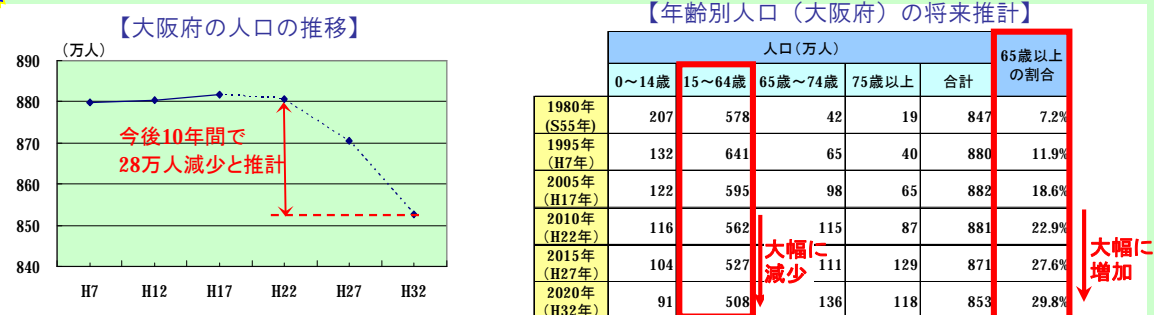 【大阪府の人口の推移】
（万人）
890
880
870
860
850
840
今後10年間で
28万人減少と推計
H7 H12 H17 H22 H27 H32
【年齢別人口（大阪府）の将来推計】
人口(万人) 65歳以上の割合
0～14歳 15～64歳 65歳～74歳 75歳以上 合計
1980年(S55年) 207 578 42 19 847 7.2%
1995年(H7年) 132 641 65 40 880 11.9%
2005年(H17年) 122 595 98 65 882 18.6%
2010年(H22年) 116 562 115 87 881 22.9%
2015年(H27年) 104 527 111 129 871 27.6%
2020年(H32年) 91 508 136 118 853 29.8%
大幅に
減少
大幅に
増加